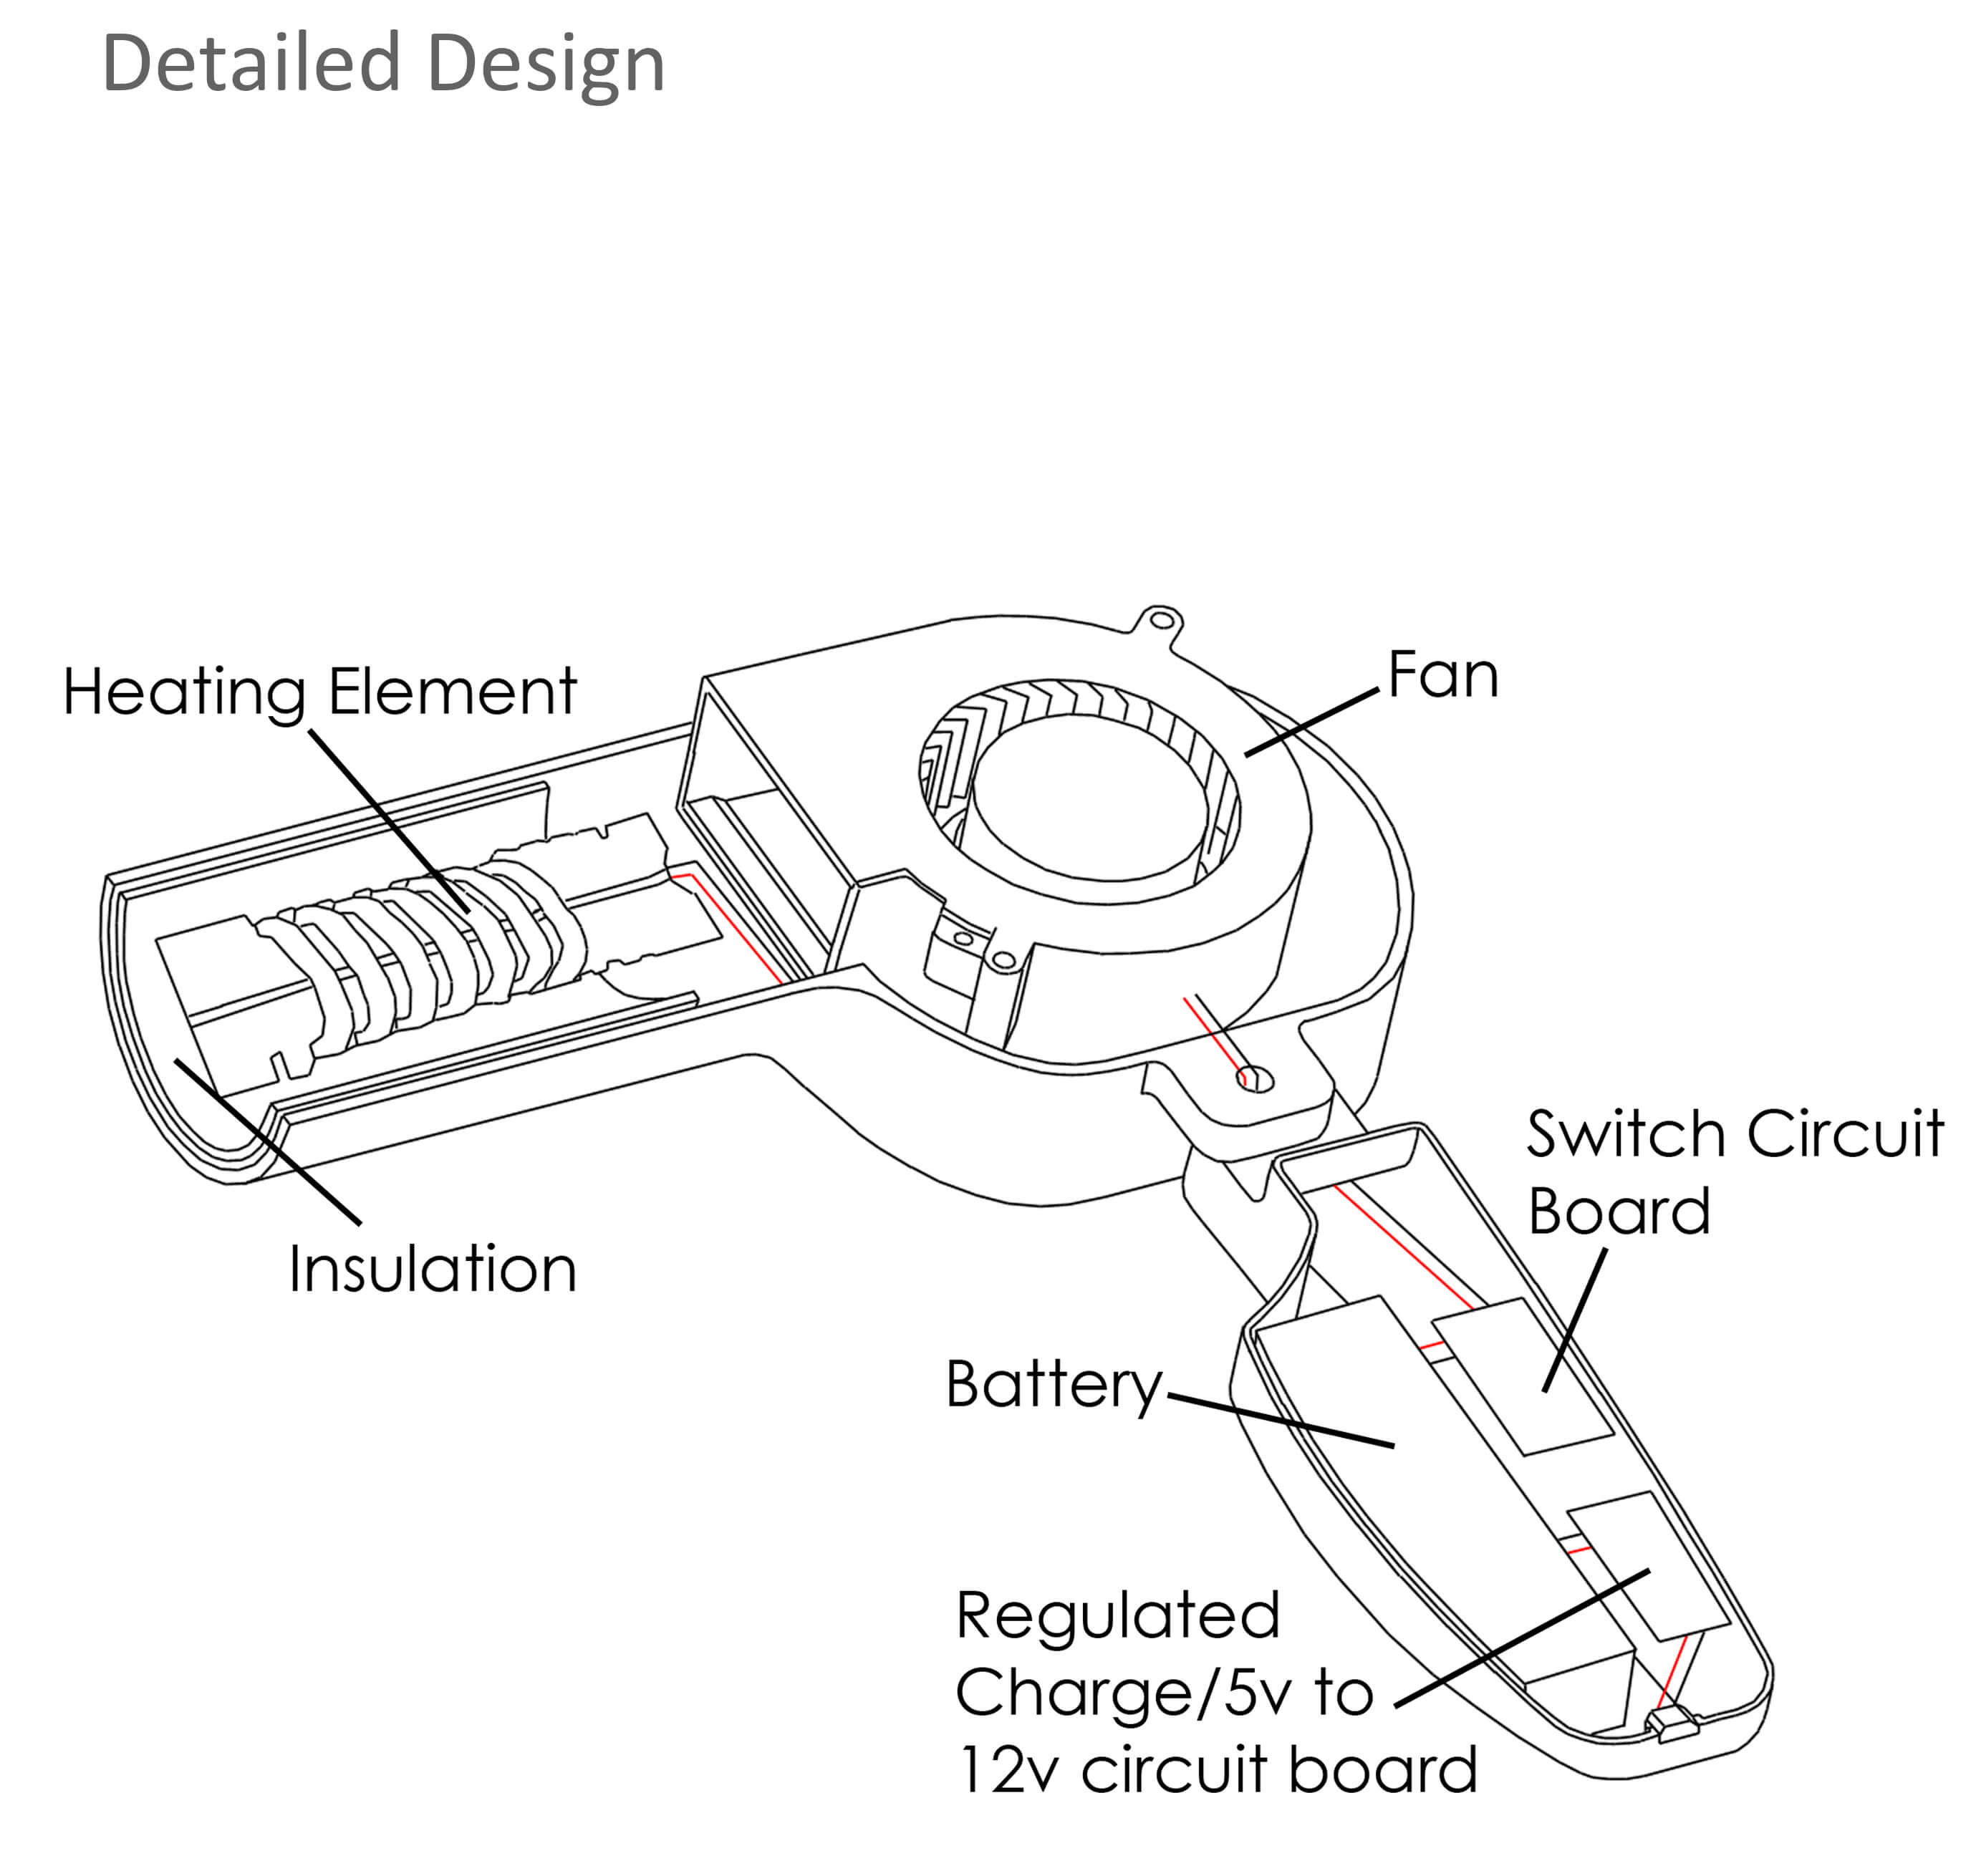 Detailed Design
Heating Element
Fan
Switch Circuit
Board
Insulation
Battery
Regulated
Charge/5v to
12v circuit board